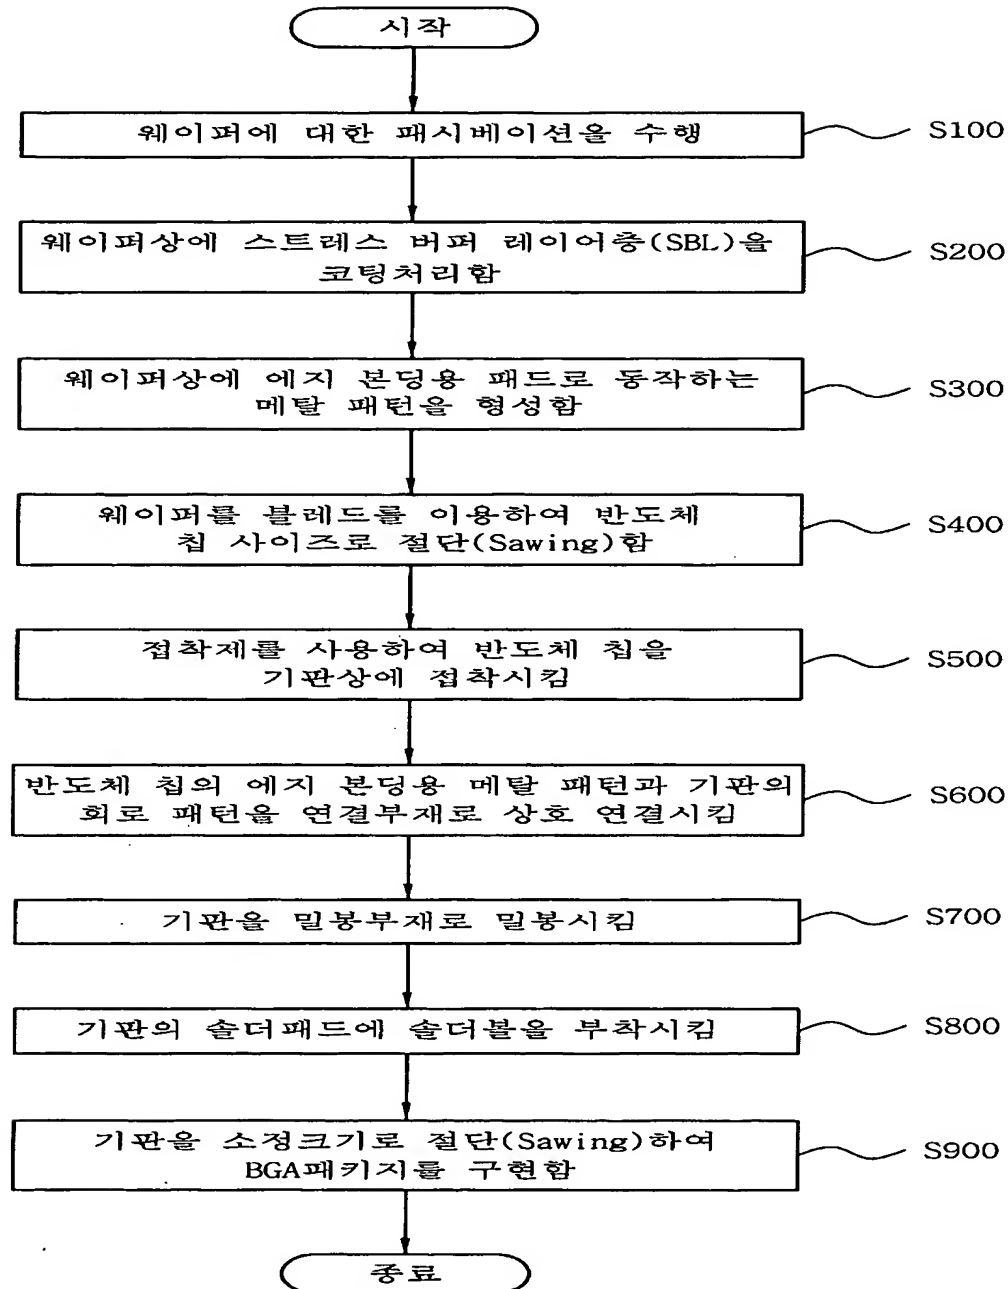 시작
웨이퍼에 대한 패시베이션을 수행
S100
웨이퍼상에 스트레스 버퍼 레이어층(SBL)을
코팅처리함
S200
웨이퍼상에 에지 본딩용 패드로 동작하는
메탈 패턴을 형성함
S300
웨이퍼를 블레드를 이용하여 반도체
칩 사이즈로 절단(Sawing)함
S400
접착제를 사용하여 반도체 칩을
기판상에 접착시킴
S500
반도체 칩의 에지 본딩용 메탈 패턴과 기판의
회로 패턴을 연결부재로 상호 연결시킴
S600
기판을 밀봉부재로 밀봉시킴
S700
기판의 솔더패드에 솔더볼을 부착시킴
S800
기판을 소정크기로 절단(Sawing)하여
BGA패키지를 구현함
S900
종료